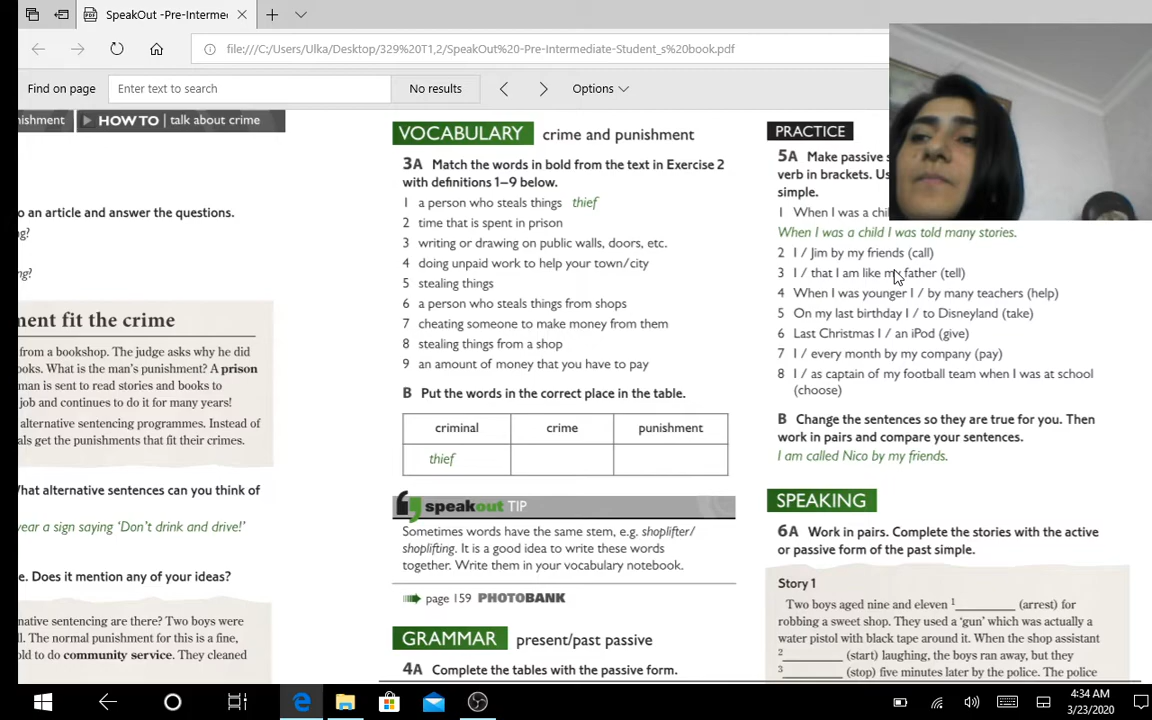 SpeakOut -Pre-Intermei
file:///C:/Users/Ulka/Desktop/329%20T1,2/SpeakOut%20-Pre-Intermediate-Student_s%20book.pdf
Find on page
Enter text to search
No results
Options
nishment
HOW TO | talk about crime
o an article and answer the questions.
ng?
ing?
ment fit the crime
from a bookshop. The judge asks why he did
ooks. What is the man's punishment? A prison
man is sent to read stories and books to
job and continues to do it for many years!
alternative sentencing programmes. Instead of
als get the punishments that fit their crimes.
What alternative sentences can you think of
wear a sign saying 'Don't drink and drive!'
e. Does it mention any of your ideas?
native sentencing are there? Two boys were
l. The normal punishment for this is a fine,
old to do community service. They cleaned
VOCABULARY crime and punishment
3A Match the words in bold from the text in Exercise 2
with definitions 1–9 below.
1 a person who steals things thief
2 time that is spent in prison
3 writing or drawing on public walls, doors, etc.
4 doing unpaid work to help your town/city
5 stealing things
6 a person who steals things from shops
7 cheating someone to make money from them
8 stealing things from a shop
9 an amount of money that you have to pay
B Put the words in the correct place in the table.
criminal crime punishment
thief
speakout TIP
Sometimes words have the same stem, e.g. shoplifter/
shoplifting. It is a good idea to write these words
together. Write them in your vocabulary notebook.
page 159 PHOTOBANK
GRAMMAR present/past passive
4A Complete the tables with the passive form.
PRACTICE
5A Make passive s
verb in brackets. Us
simple.
1 When I was a chil
When I was a child I was told many stories.
2 I / Jim by my friends (call)
3 I / that I am like my father (tell)
4 When I was younger I / by many teachers (help)
5 On my last birthday I / to Disneyland (take)
6 Last Christmas I / an iPod (give)
7 I / every month by my company (pay)
8 I / as captain of my football team when I was at school
(choose)
B Change the sentences so they are true for you. Then
work in pairs and compare your sentences.
I am called Nico by my friends.
SPEAKING
6A Work in pairs. Complete the stories with the active
or passive form of the past simple.
Story 1
Two boys aged nine and eleven 1__________ (arrest) for
robbing a sweet shop. They used a 'gun' which was actually a
water pistol with black tape around it. When the shop assistant
2__________ (start) laughing, the boys ran away, but they
3__________ (stop) five minutes later by the police. The police
4:34 AM
3/23/2020